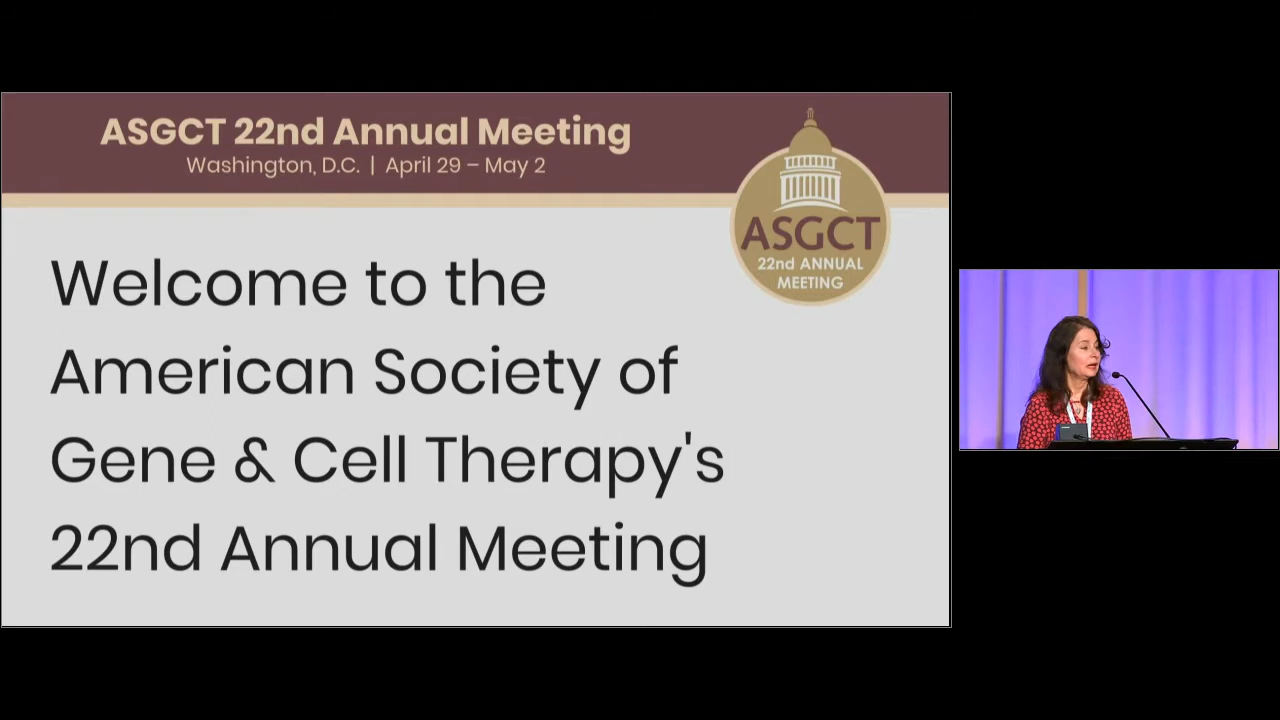 ASGCT 22nd Annual Meeting
Washington, D.C. | April 29 – May 2
ASGCT
22nd ANNUAL
MEETING
Welcome to the
American Society of
Gene & Cell Therapy's
22nd Annual Meeting